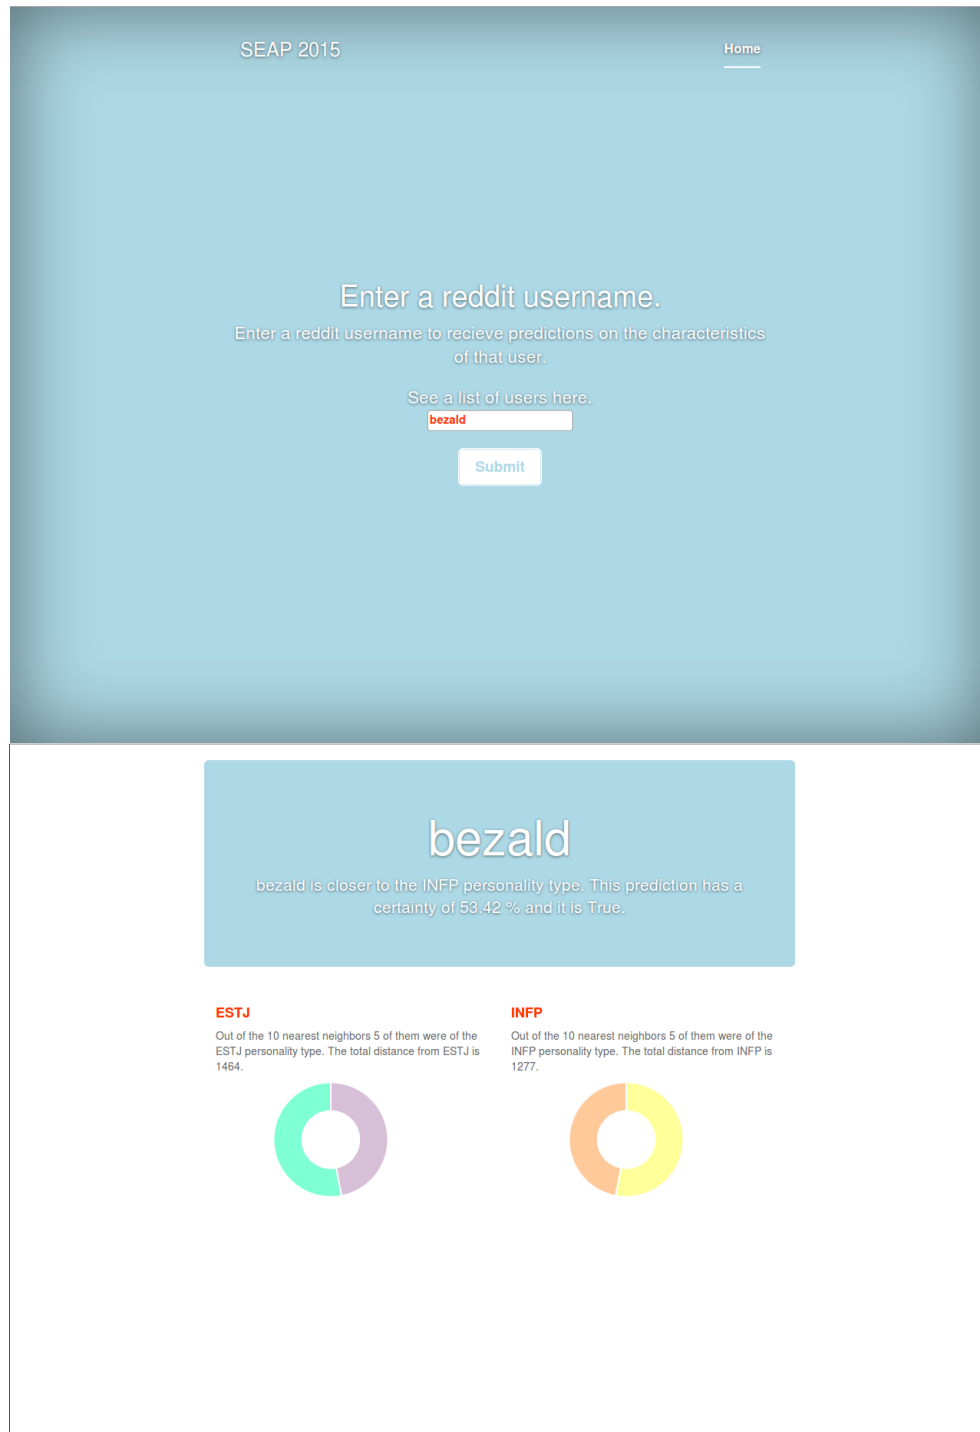 SEAP 2015
Home
Enter a reddit username.
Enter a reddit username to recieve predictions on the characteristics
of that user.
See a list of users here.
bezald
Submit
bezald
bezald is closer to the INFP personality type. This prediction has a
certainty of 53.42 % and it is True.
ESTJ
Out of the 10 nearest neighbors 5 of them were of the
ESTJ personality type. The total distance from ESTJ is
1464.
INFP
Out of the 10 nearest neighbors 5 of them were of the
INFP personality type. The total distance from INFP is
1277.